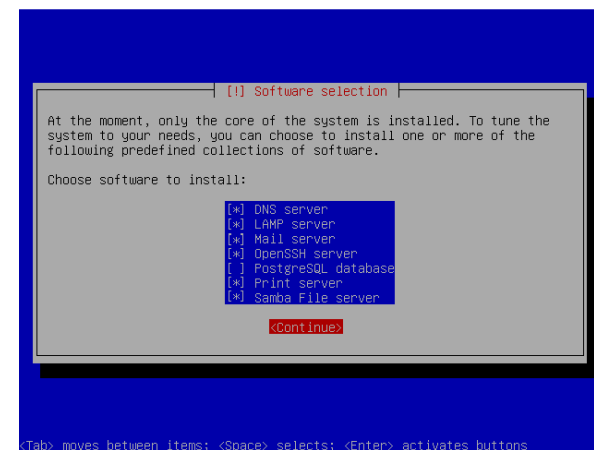 [!] Software selection
At the moment, only the core of the system is installed. To tune the
system to your needs, you can choose to install one or more of the
following predefined collections of software.
Choose software to install:
[*] DNS server
[*] LAMP server
[*] Mail server
[*] OpenSSH server
[ ] PostgreSQL database
[*] Print server
[*] Samba File server
<Continue>
<Tab> moves between items; <Space> selects; <Enter> activates buttons